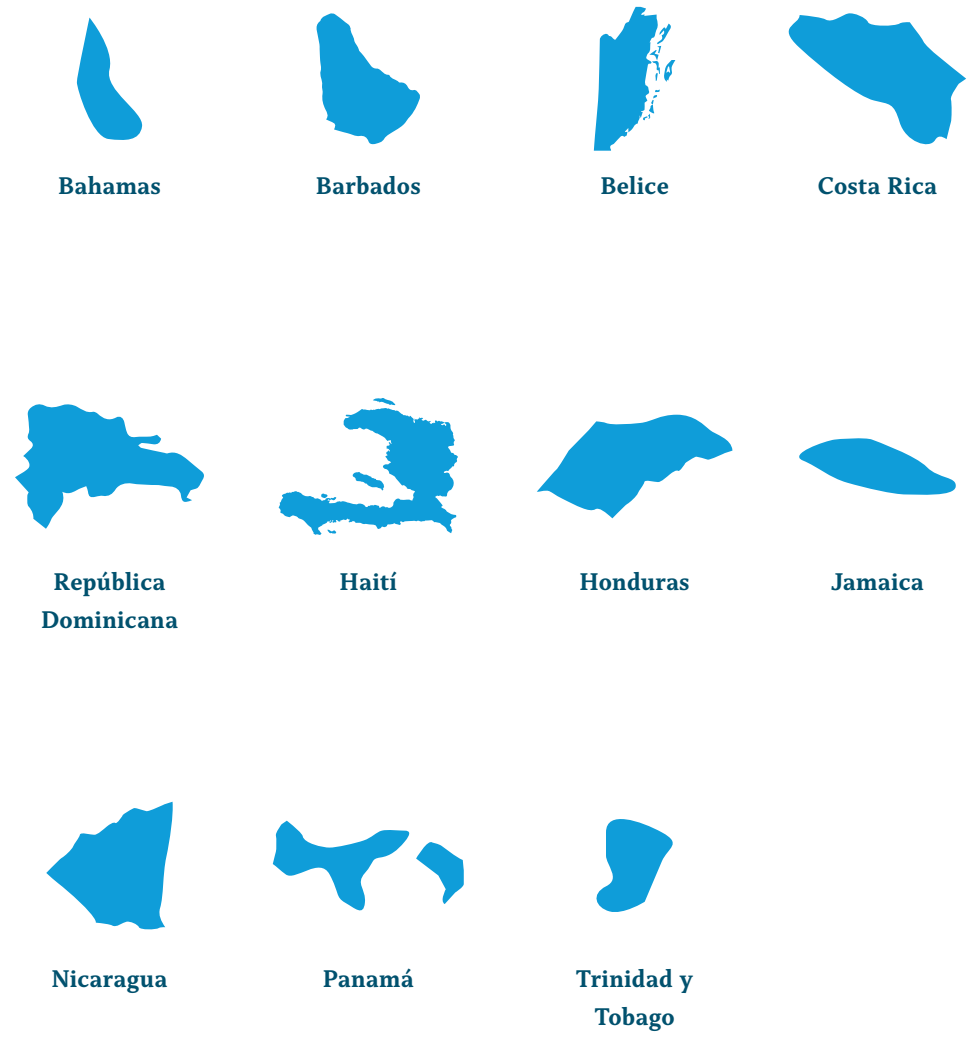 Bahamas
Barbados
Belice
Costa Rica
República
Dominicana
Haití
Honduras
Jamaica
Nicaragua
Panamá
Trinidad y
Tobago